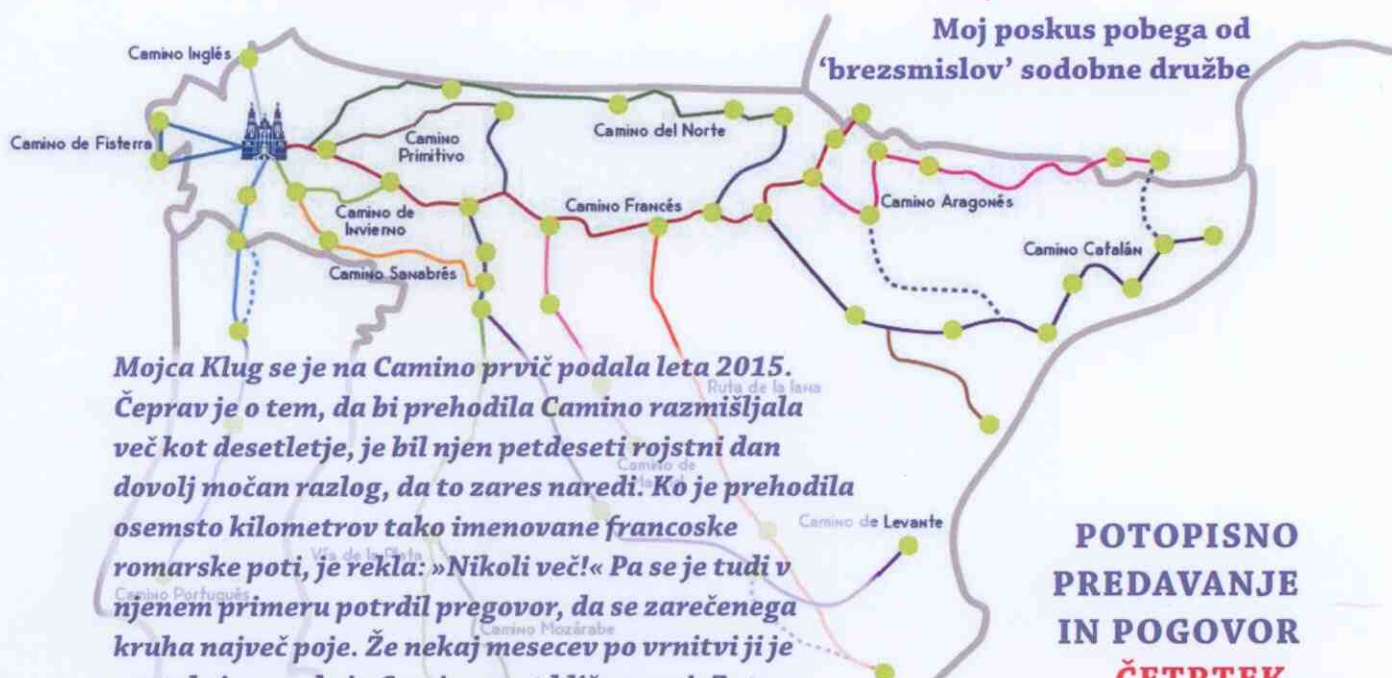 Moj poskus pobega od
'brezsmislov' sodobne družbe
Camino Inglés
Camino de Fisterra
Camino Primitivo
Camino del Norte
Camino de Invierno
Camino Francés
Camino Aragonés
Camino Sanabrés
Camino Catalán
Mojca Klug se je na Camino prvič podala leta 2015.
Čeprav je o tem, da bi prehodila Camino razmišljala
več kot desetletje, je bil njen petdeseti rojstni dan
dovolj močan razlog, da to zares naredi. Ko je prehodila
osemsto kilometrov tako imenovane francoske
romarske poti, je rekla: »Nikoli več!« Pa se je tudi v
njenem primeru potrdil pregovor, da se zarečenega
kruha največ poje. Že nekaj mesecev po vrnitvi ji je
Ruta de la lana
Camino de
Camino de Levante
Vía de la Plata
Camino Portugués
Camino Mozárabe
POTOPISNO
PREDAVANJE
IN POGOVOR
ČETRTEK,